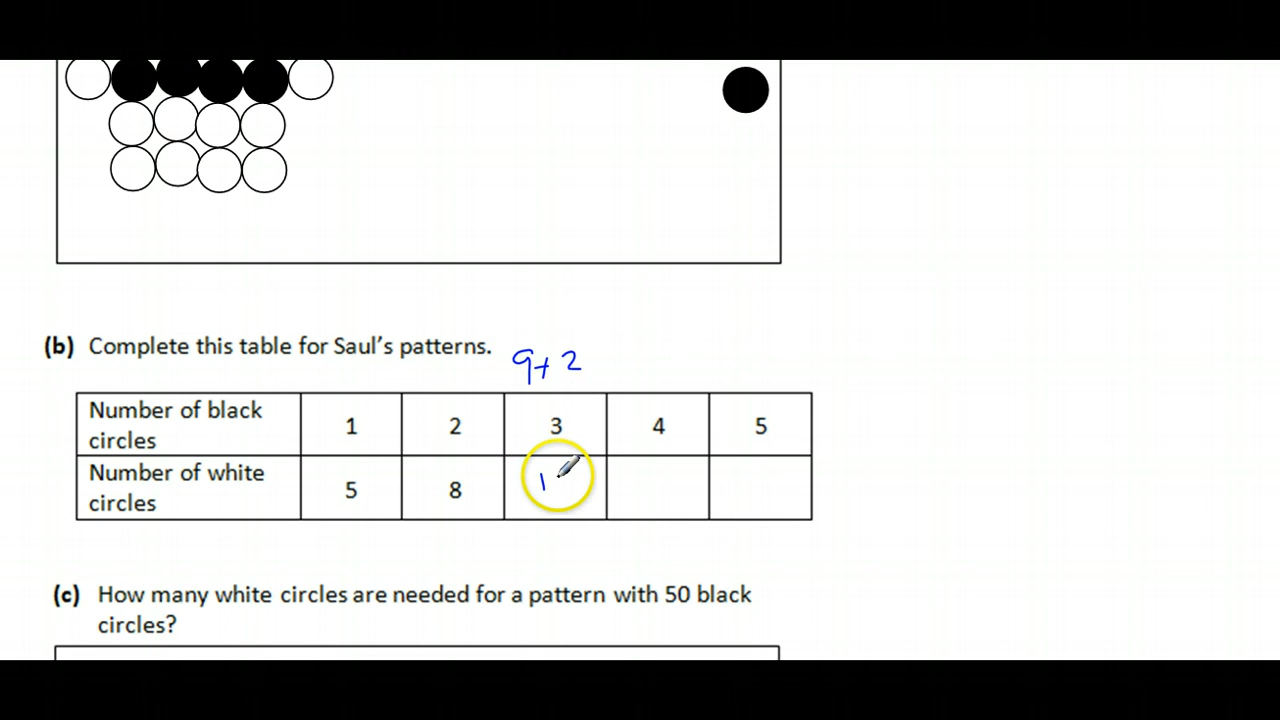 (b) Complete this table for Saul's patterns.
9+2
Number of black circles 1 2 3 4 5
Number of white circles 5 8 1
(c) How many white circles are needed for a pattern with 50 black
circles?